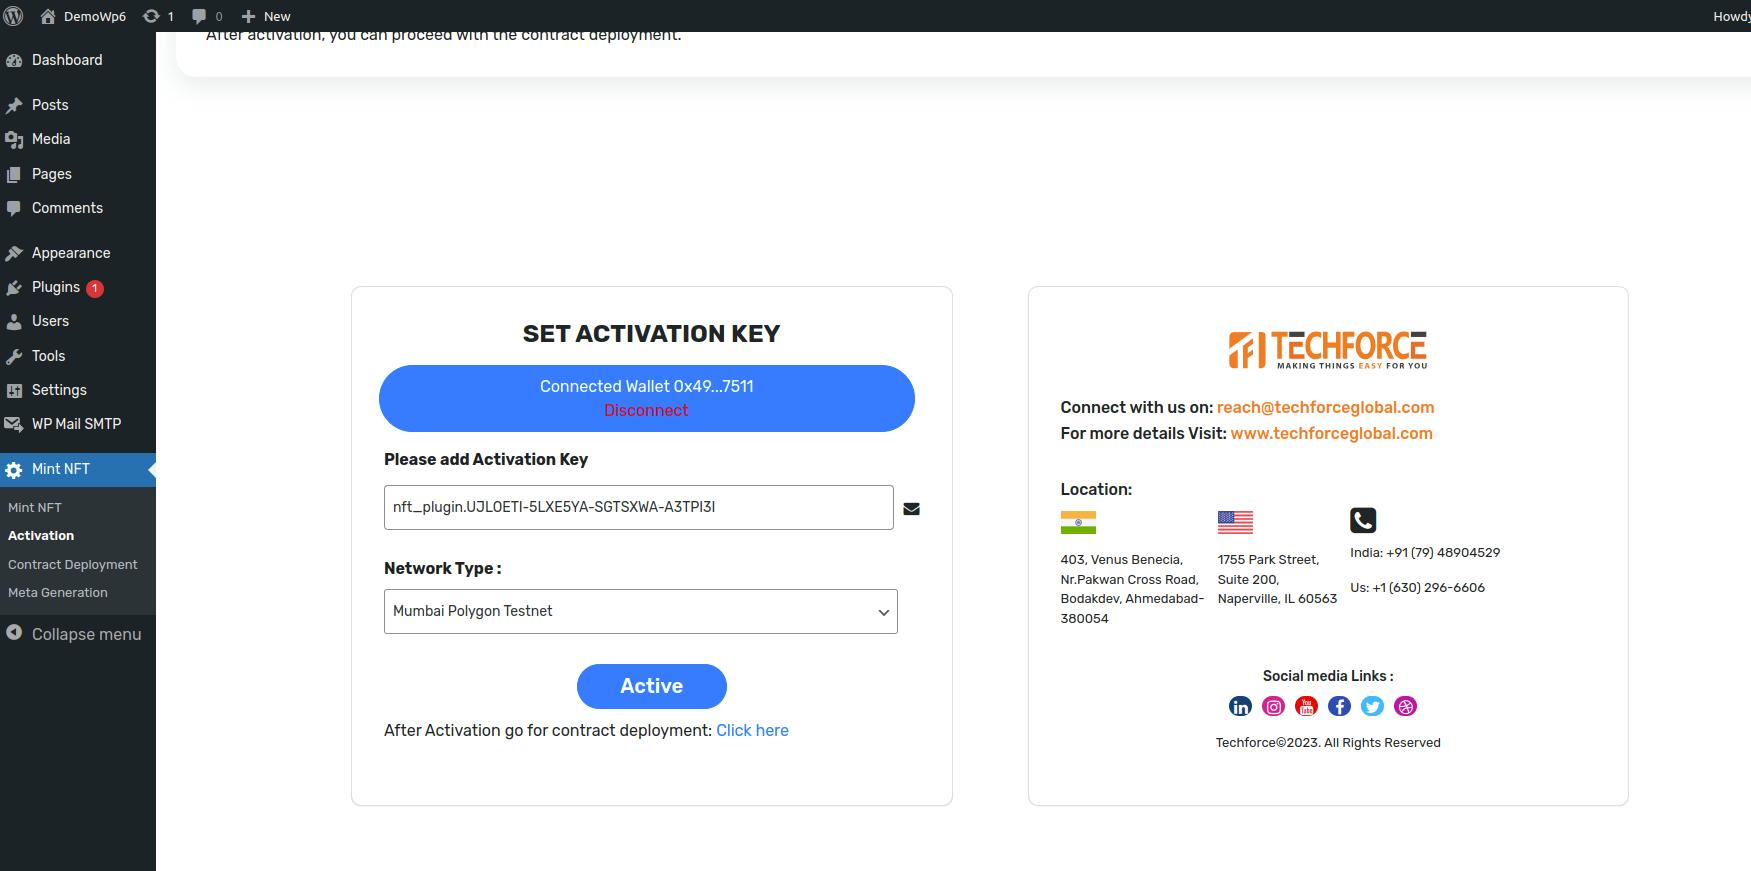 DemoWp6
1
0
New
Howdy
After activation, you can proceed with the contract deployment.
Dashboard
Posts
Media
Pages
Comments
Appearance
Plugins 1
Users
Tools
Settings
WP Mail SMTP
Mint NFT
Mint NFT
Activation
Contract Deployment
Meta Generation
Collapse menu
SET ACTIVATION KEY
Connected Wallet 0x49...7511
Disconnect
Please add Activation Key
nft_plugin.UJLOETI-5LXE5YA-SGTSXWA-A3TPI3I
Network Type :
Mumbai Polygon Testnet
Active
After Activation go for contract deployment: Click here
TECHFORCE
MAKING THINGS EASY FOR YOU
Connect with us on: reach@techforceglobal.com
For more details Visit: www.techforceglobal.com
Location:
403, Venus Benecia,
Nr.Pakwan Cross Road,
Bodakdev, Ahmedabad-
380054
1755 Park Street,
Suite 200,
Naperville, IL 60563
India: +91 (79) 48904529
Us: +1 (630) 296-6606
Social media Links :
in
You
Tube
Techforce©2023. All Rights Reserved